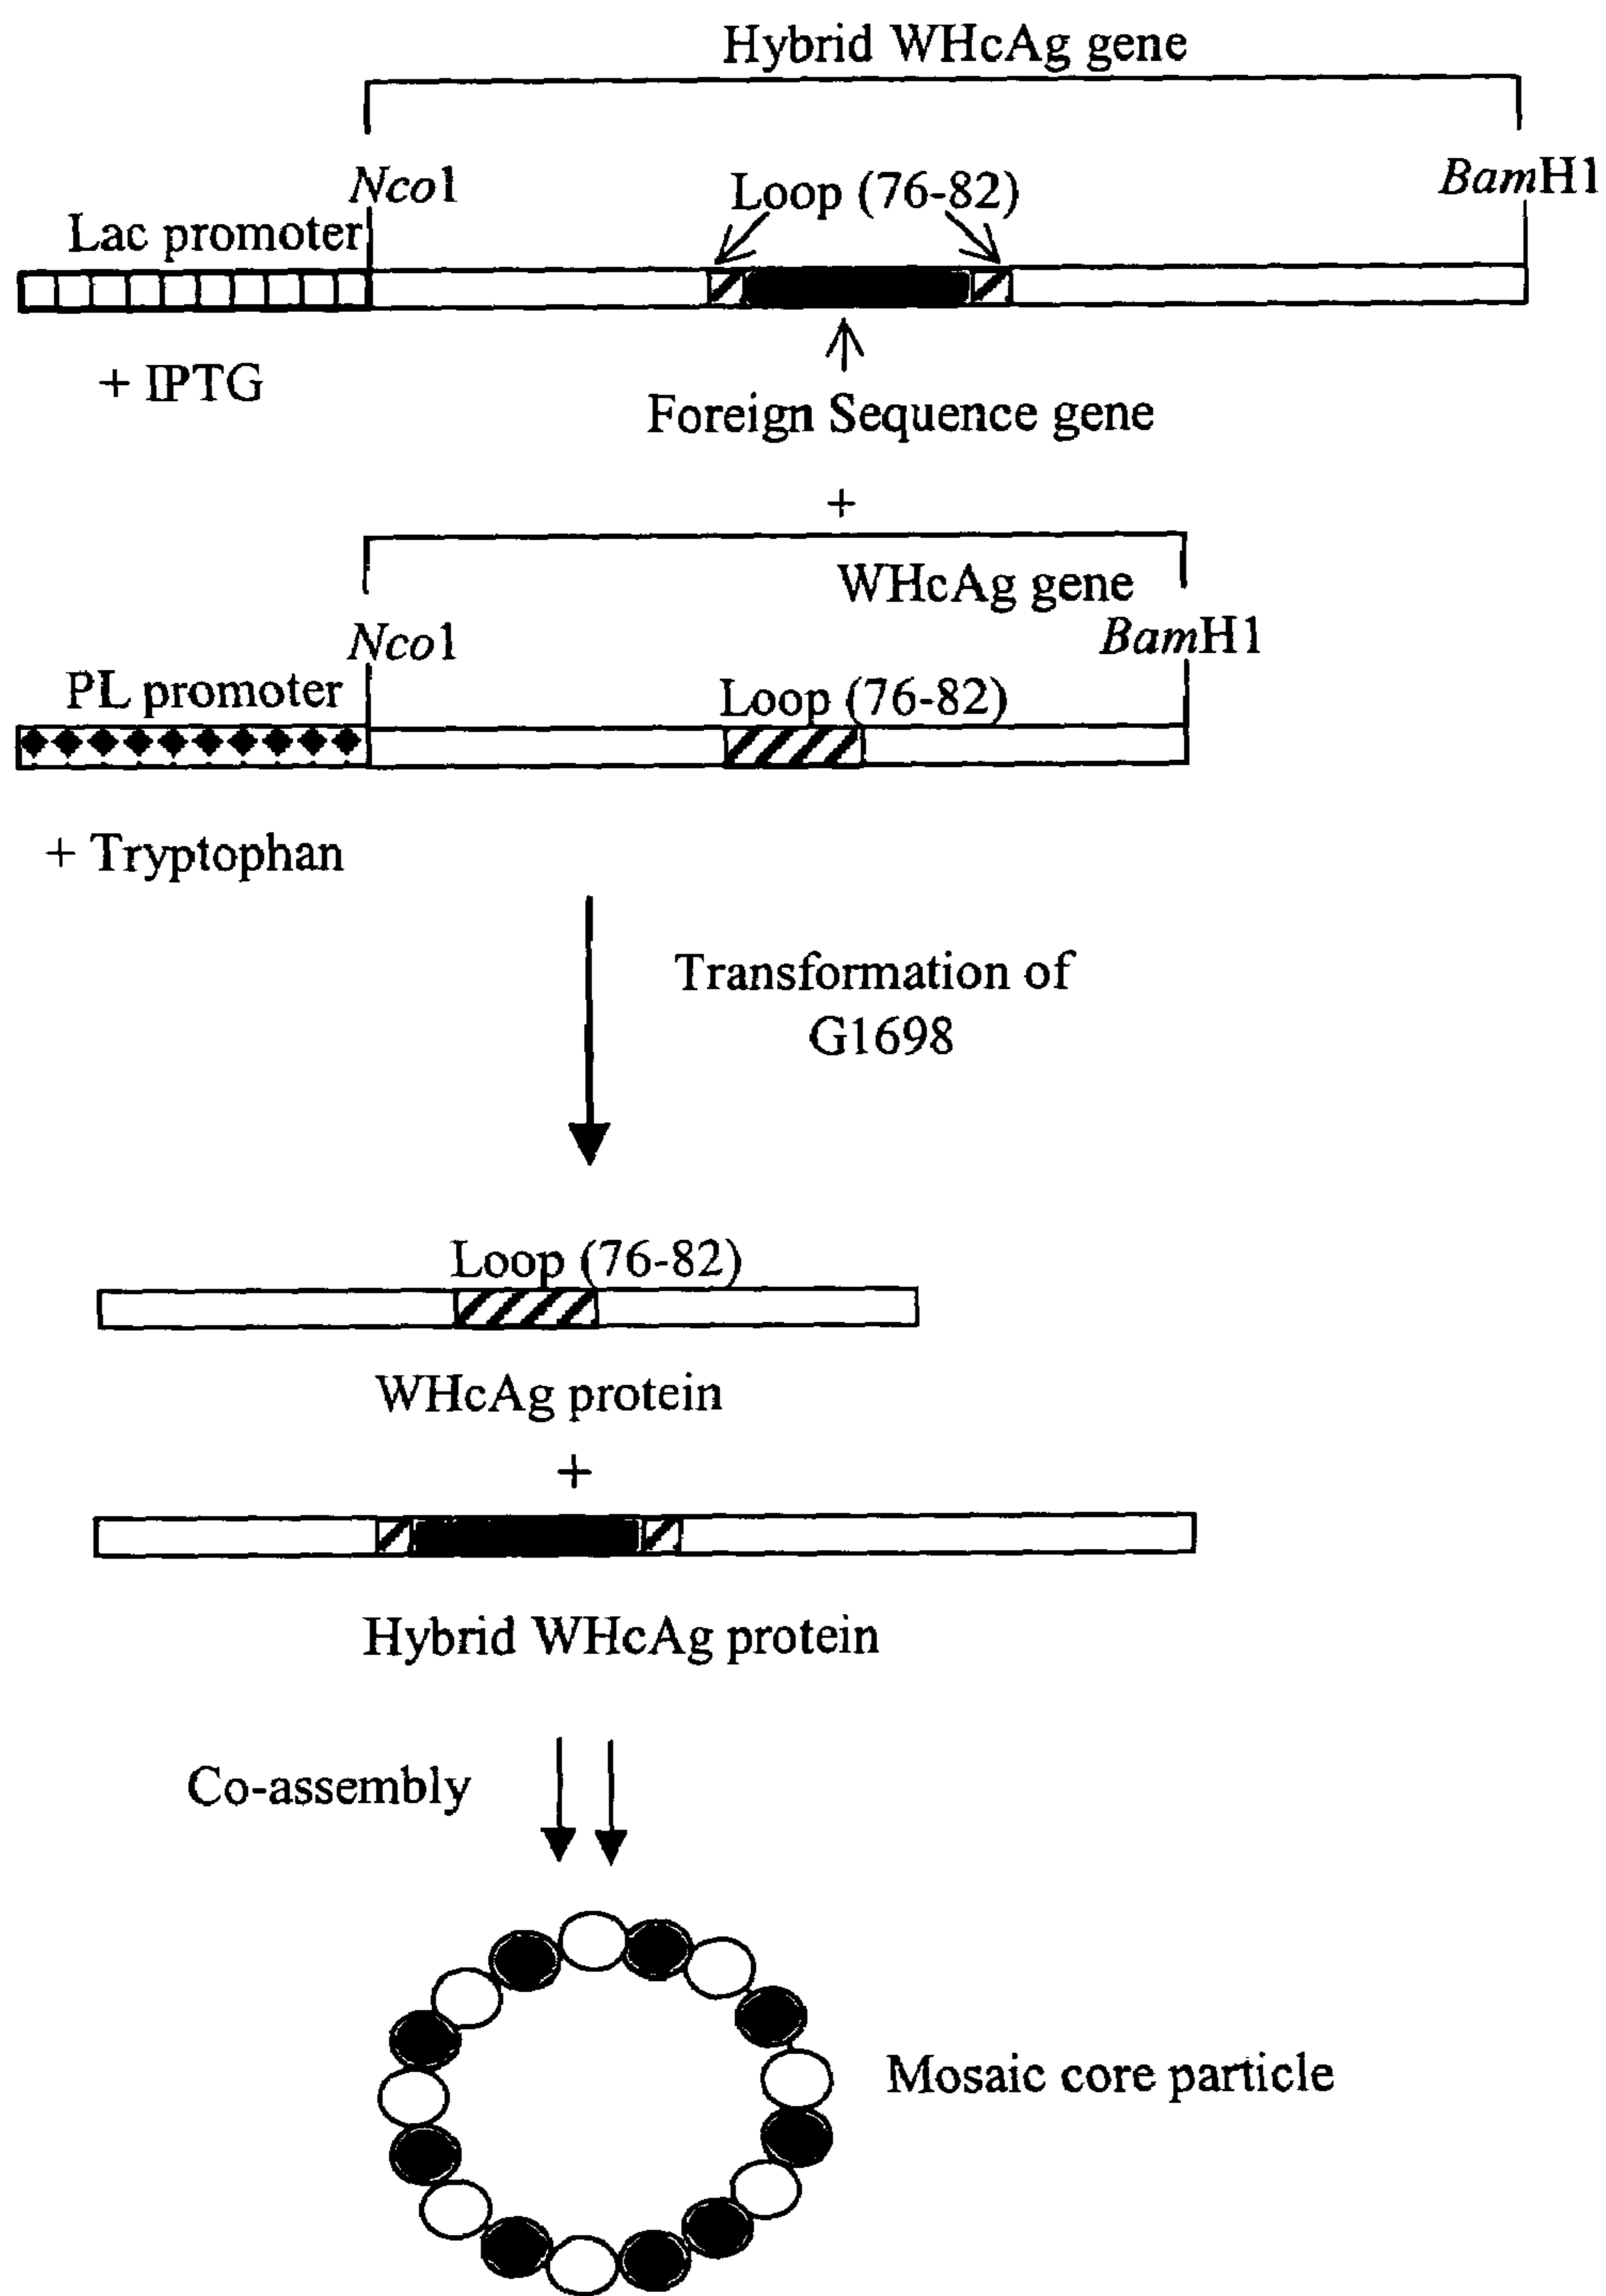 Hybrid WHcAg gene
Nco1
Loop (76-82)
BamH1
Lac promoter
+ IPTG
Foreign Sequence gene
+
WHcAg gene
Nco1
BamH1
PL promoter
Loop (76-82)
+ Tryptophan
Transformation of
G1698
Loop (76-82)
WHcAg protein
+
Hybrid WHcAg protein
Co-assembly
Mosaic core particle